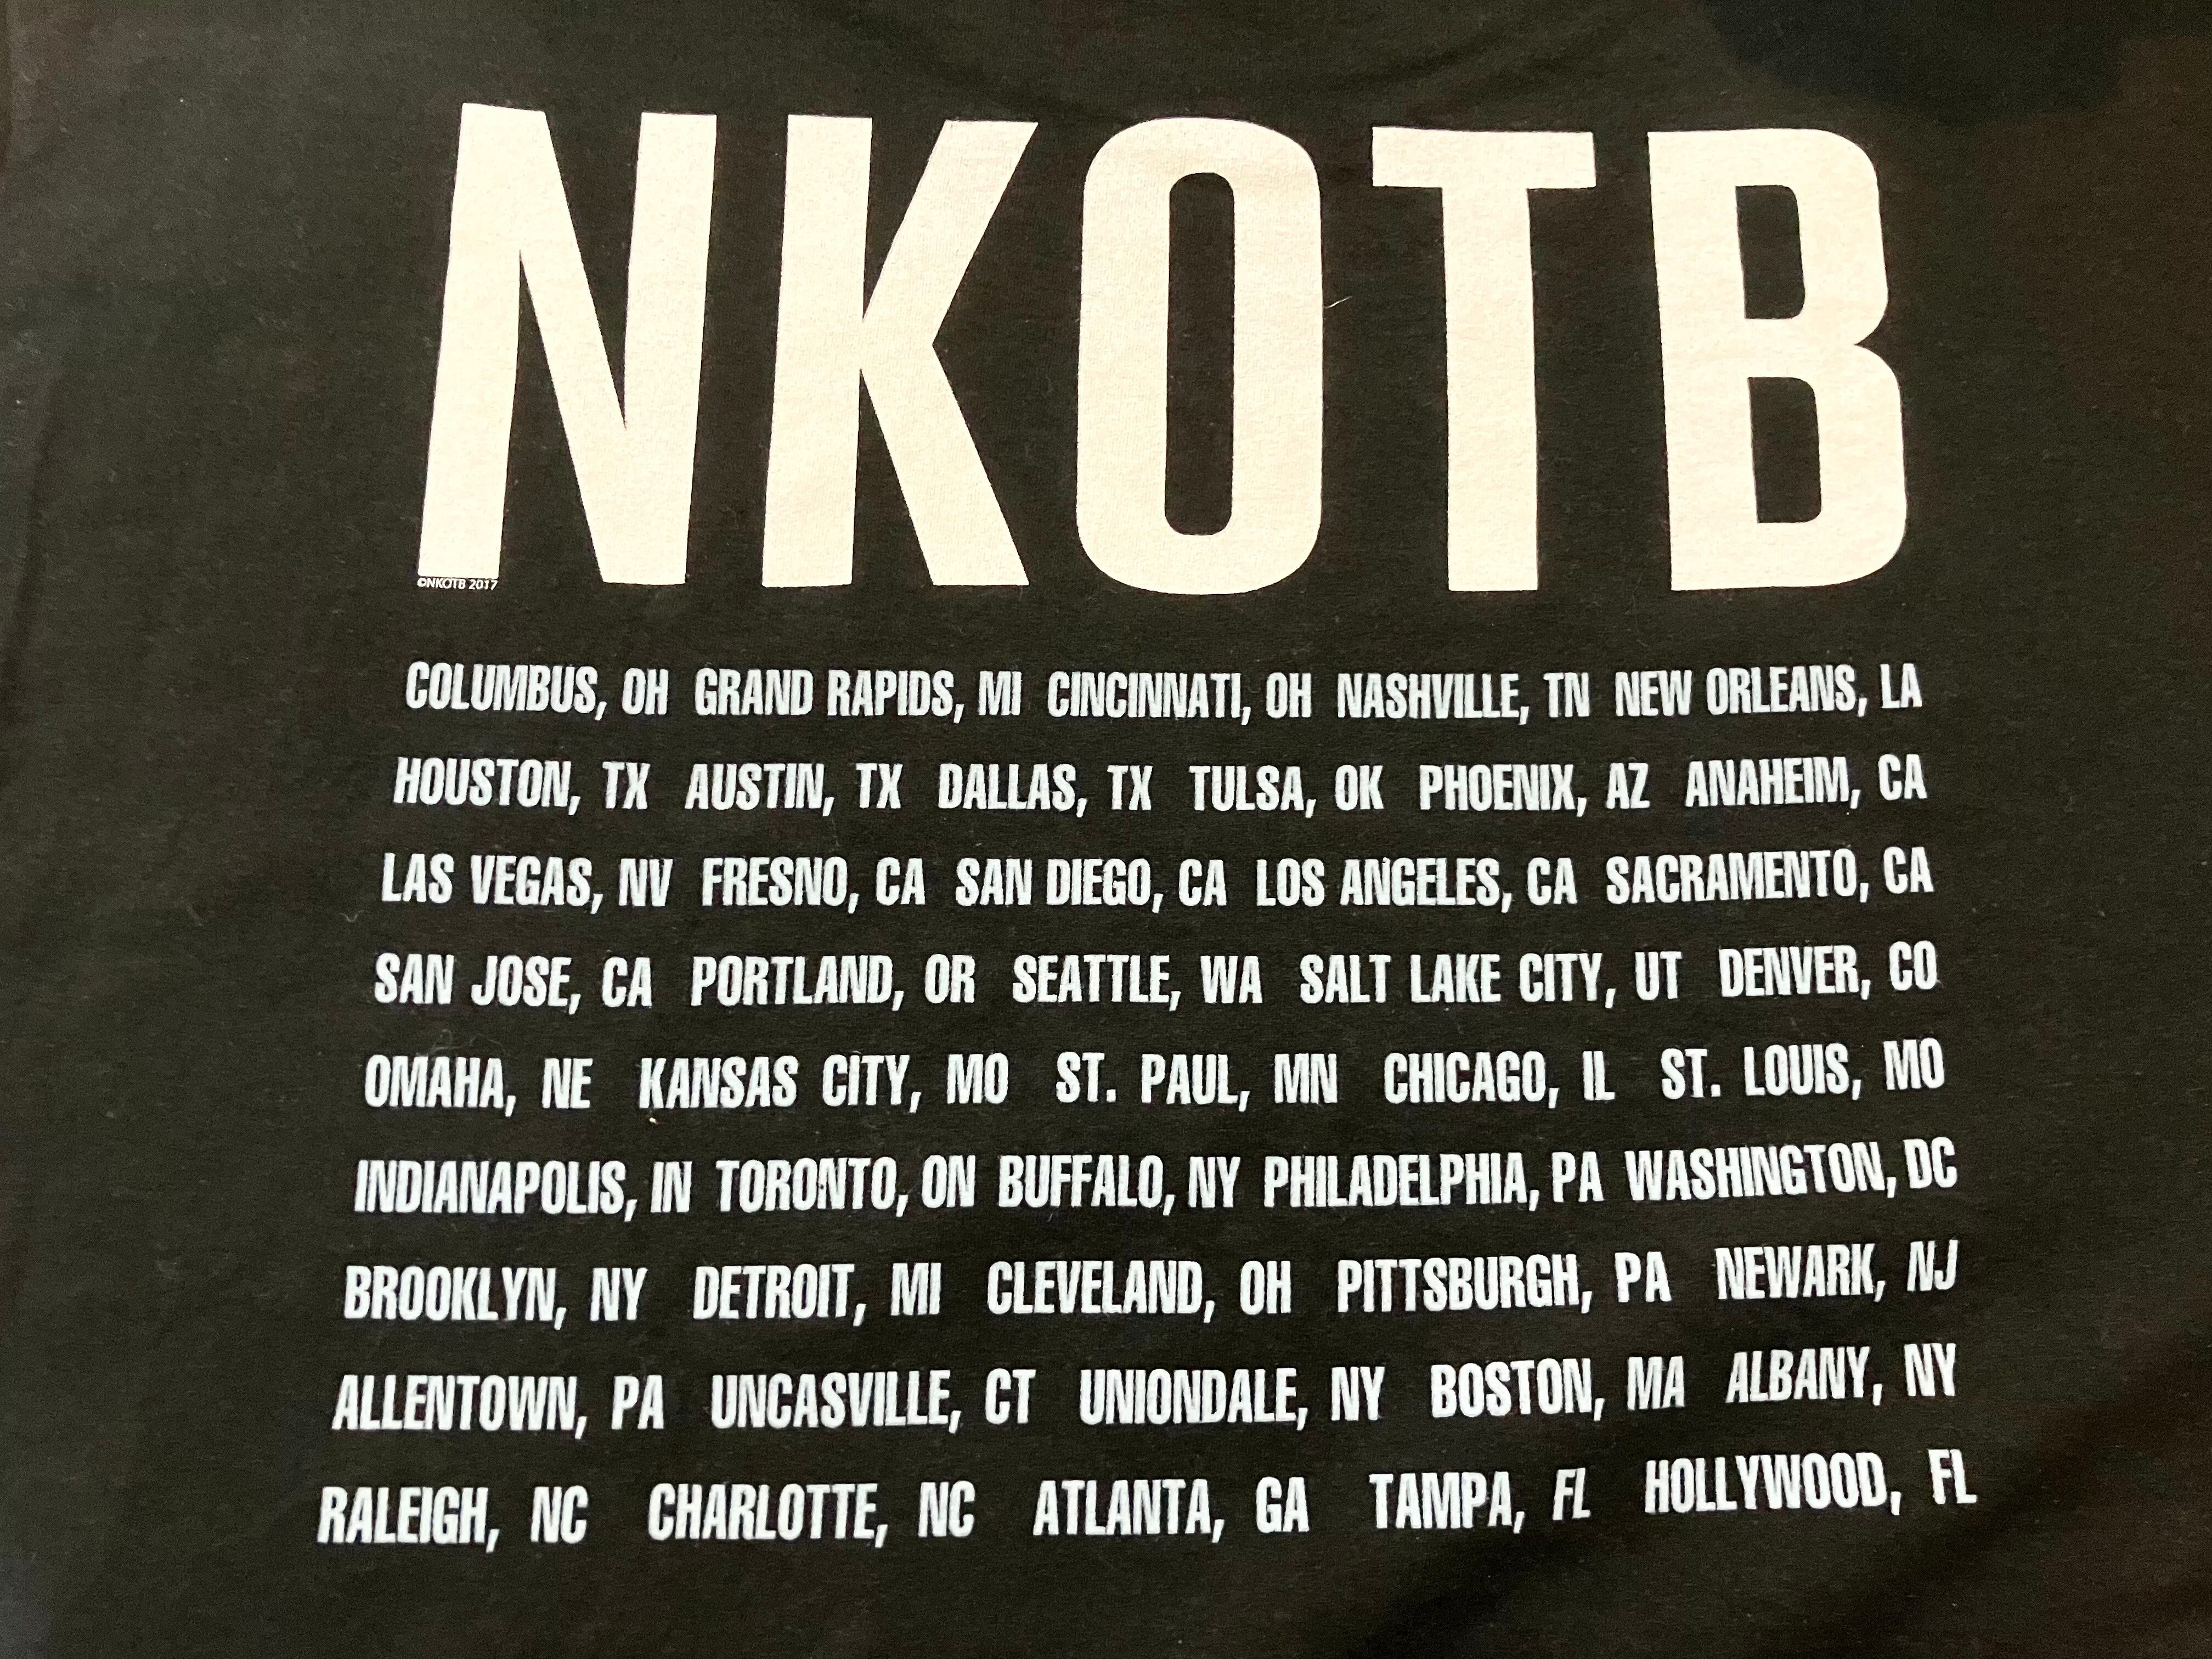 NKOTB
©NKOTB 2017
COLUMBUS, OH GRAND RAPIDS, MI CINCINNATI, OH NASHVILLE, TN NEW ORLEANS, LA
HOUSTON, TX AUSTIN, TX DALLAS, TX TULSA, OK PHOENIX, AZ ANAHEIM, CA
LAS VEGAS, NV FRESNO, CA SAN DIEGO, CA LOS ANGELES, CA SACRAMENTO, CA
SAN JOSE, CA PORTLAND, OR SEATTLE, WA SALT LAKE CITY, UT DENVER, CO
OMAHA, NE KANSAS CITY, MO ST. PAUL, MN CHICAGO, IL ST. LOUIS, MO
INDIANAPOLIS, IN TORONTO, ON BUFFALO, NY PHILADELPHIA, PA WASHINGTON, DC
BROOKLYN, NY DETROIT, MI CLEVELAND, OH PITTSBURGH, PA NEWARK, NJ
ALLENTOWN, PA UNCASVILLE, CT UNIONDALE, NY BOSTON, MA ALBANY, NY
RALEIGH, NC CHARLOTTE, NC ATLANTA, GA TAMPA, FL HOLLYWOOD, FL